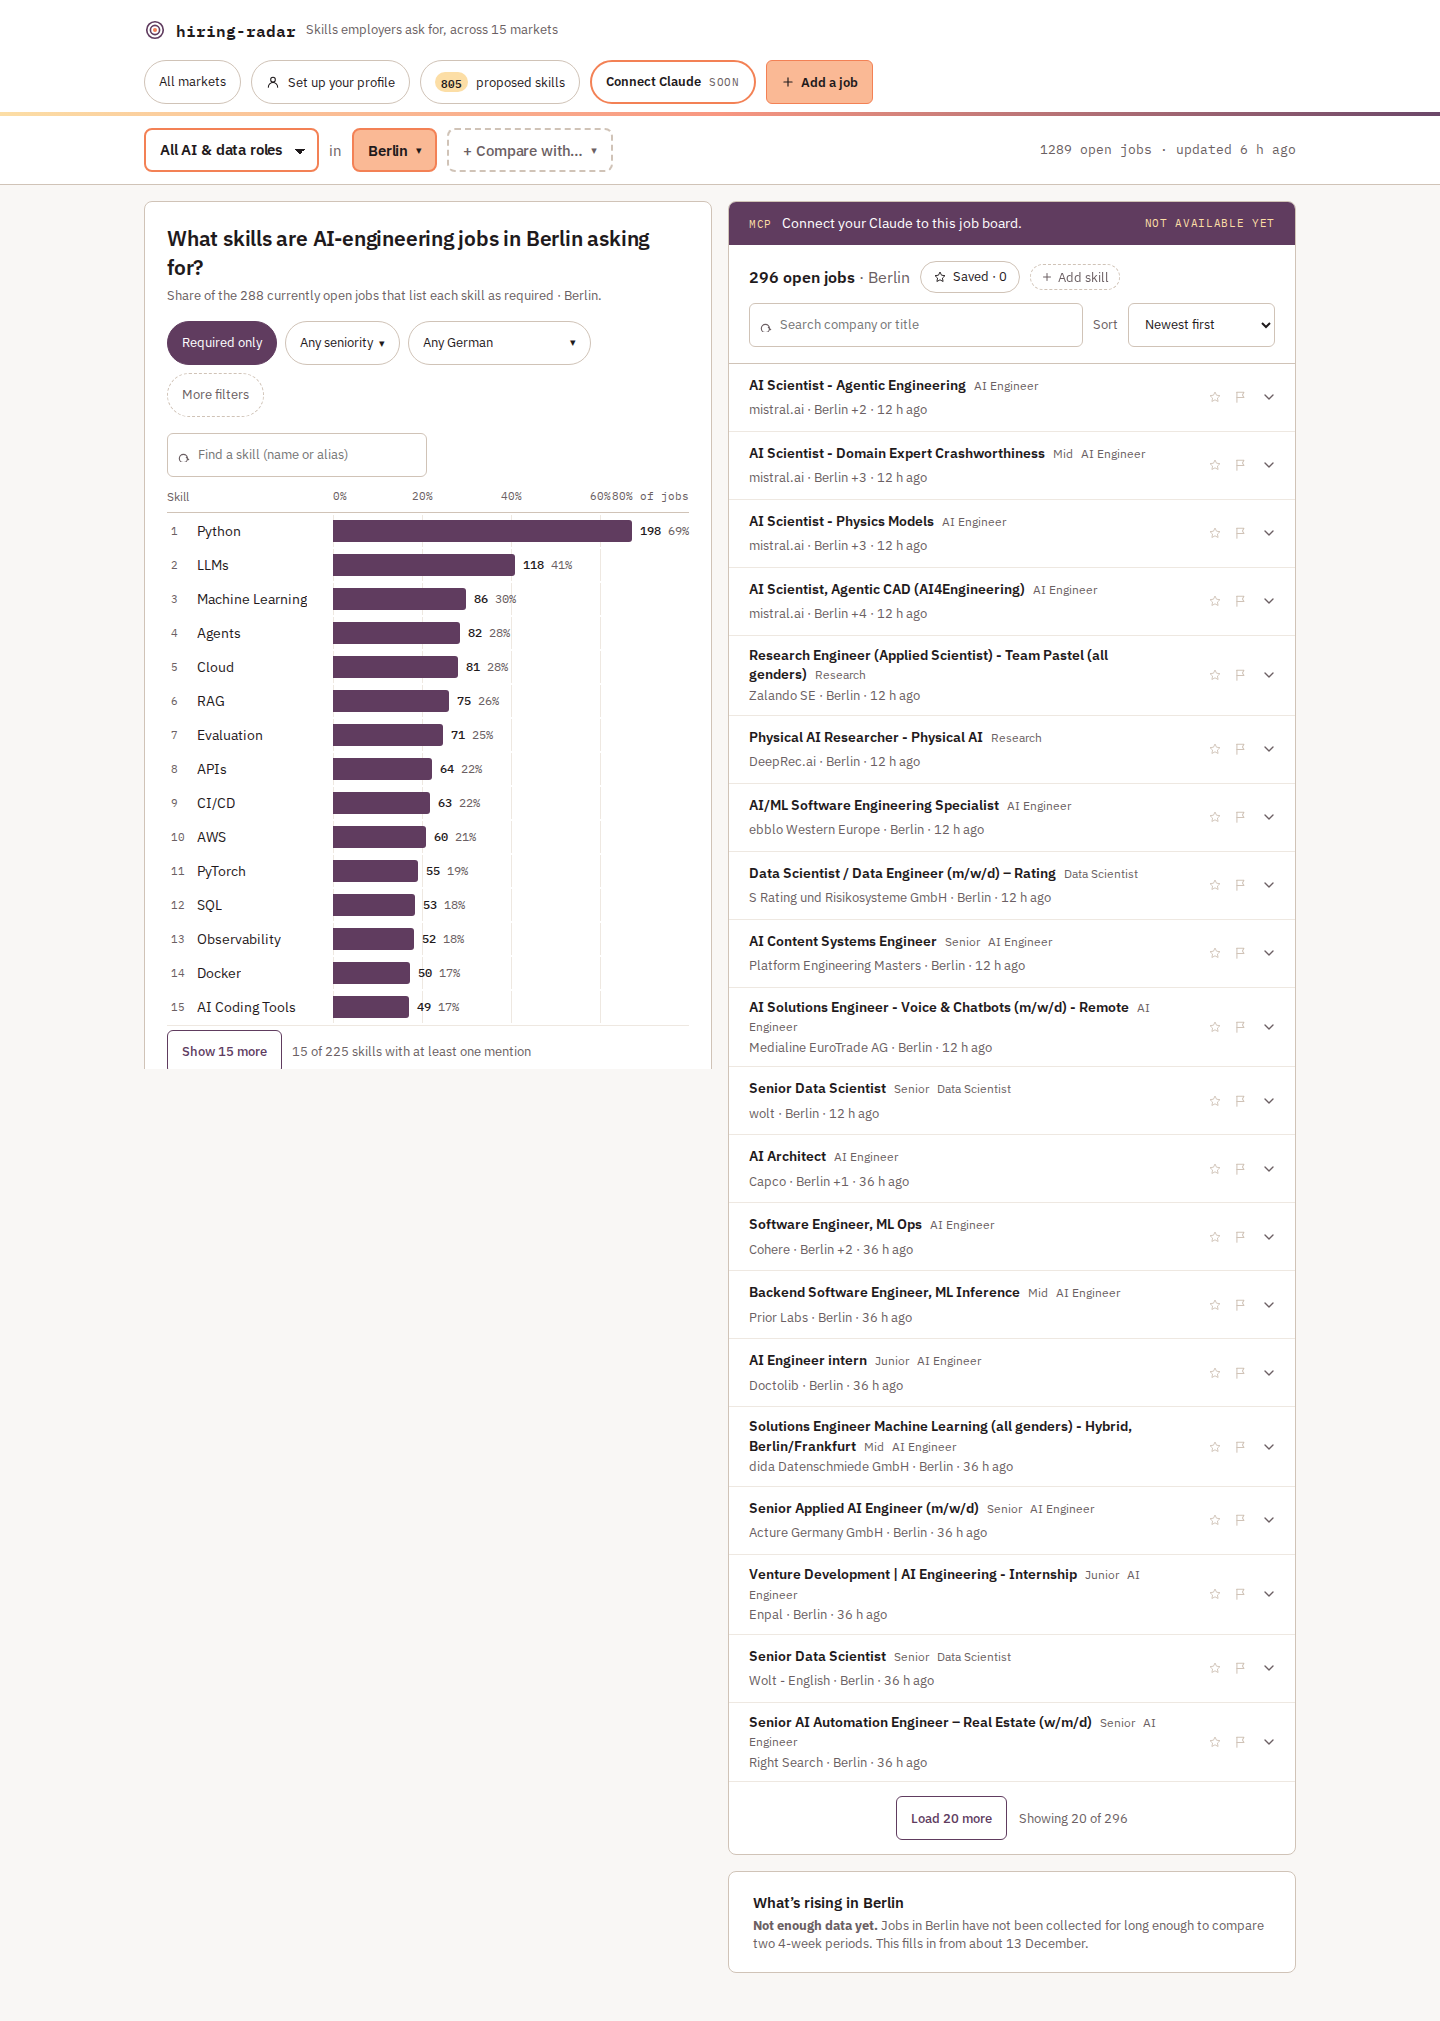 hiring-radar Skills employers ask for, across 15 markets
All markets
Set up your profile
805 proposed skills
Connect Claude SOON
+ Add a job
All AI & data roles in Berlin ▾ + Compare with... ▾
1289 open jobs · updated 6 h ago
What skills are AI-engineering jobs in Berlin asking
for?
Share of the 288 currently open jobs that list each skill as required · Berlin.
Required only
Any seniority ▾
Any German ▾
More filters
Find a skill (name or alias)
Skill 0% 20% 40% 60%80% of jobs
1 Python 198 69%
2 LLMs 118 41%
3 Machine Learning 86 30%
4 Agents 82 28%
5 Cloud 81 28%
6 RAG 75 26%
7 Evaluation 71 25%
8 APIs 64 22%
9 CI/CD 63 22%
10 AWS 60 21%
11 PyTorch 55 19%
12 SQL 53 18%
13 Observability 52 18%
14 Docker 50 17%
15 AI Coding Tools 49 17%
Show 15 more 15 of 225 skills with at least one mention
MCP Connect your Claude to this job board. NOT AVAILABLE YET
296 open jobs · Berlin Saved · 0 + Add skill
Search company or title Sort Newest first
AI Scientist - Agentic Engineering AI Engineer
mistral.ai · Berlin +2 · 12 h ago
AI Scientist - Domain Expert Crashworthiness Mid AI Engineer
mistral.ai · Berlin +3 · 12 h ago
AI Scientist - Physics Models AI Engineer
mistral.ai · Berlin +3 · 12 h ago
AI Scientist, Agentic CAD (AI4Engineering) AI Engineer
mistral.ai · Berlin +4 · 12 h ago
Research Engineer (Applied Scientist) - Team Pastel (all
genders) Research
Zalando SE · Berlin · 12 h ago
Physical AI Researcher - Physical AI Research
DeepRec.ai · Berlin · 12 h ago
AI/ML Software Engineering Specialist AI Engineer
ebblo Western Europe · Berlin · 12 h ago
Data Scientist / Data Engineer (m/w/d) – Rating Data Scientist
S Rating und Risikosysteme GmbH · Berlin · 12 h ago
AI Content Systems Engineer Senior AI Engineer
Platform Engineering Masters · Berlin · 12 h ago
AI Solutions Engineer - Voice & Chatbots (m/w/d) - Remote AI
Engineer
Medialine EuroTrade AG · Berlin · 12 h ago
Senior Data Scientist Senior Data Scientist
wolt · Berlin · 12 h ago
AI Architect AI Engineer
Capco · Berlin +1 · 36 h ago
Software Engineer, ML Ops AI Engineer
Cohere · Berlin +2 · 36 h ago
Backend Software Engineer, ML Inference Mid AI Engineer
Prior Labs · Berlin · 36 h ago
AI Engineer intern Junior AI Engineer
Doctolib · Berlin · 36 h ago
Solutions Engineer Machine Learning (all genders) - Hybrid,
Berlin/Frankfurt Mid AI Engineer
dida Datenschmiede GmbH · Berlin · 36 h ago
Senior Applied AI Engineer (m/w/d) Senior AI Engineer
Acture Germany GmbH · Berlin · 36 h ago
Venture Development | AI Engineering - Internship Junior AI
Engineer
Enpal · Berlin · 36 h ago
Senior Data Scientist Senior Data Scientist
Wolt - English · Berlin · 36 h ago
Senior AI Automation Engineer – Real Estate (w/m/d) Senior AI
Engineer
Right Search · Berlin · 36 h ago
Load 20 more Showing 20 of 296
What’s rising in Berlin
Not enough data yet. Jobs in Berlin have not been collected for long enough to compare
two 4-week periods. This fills in from about 13 December.